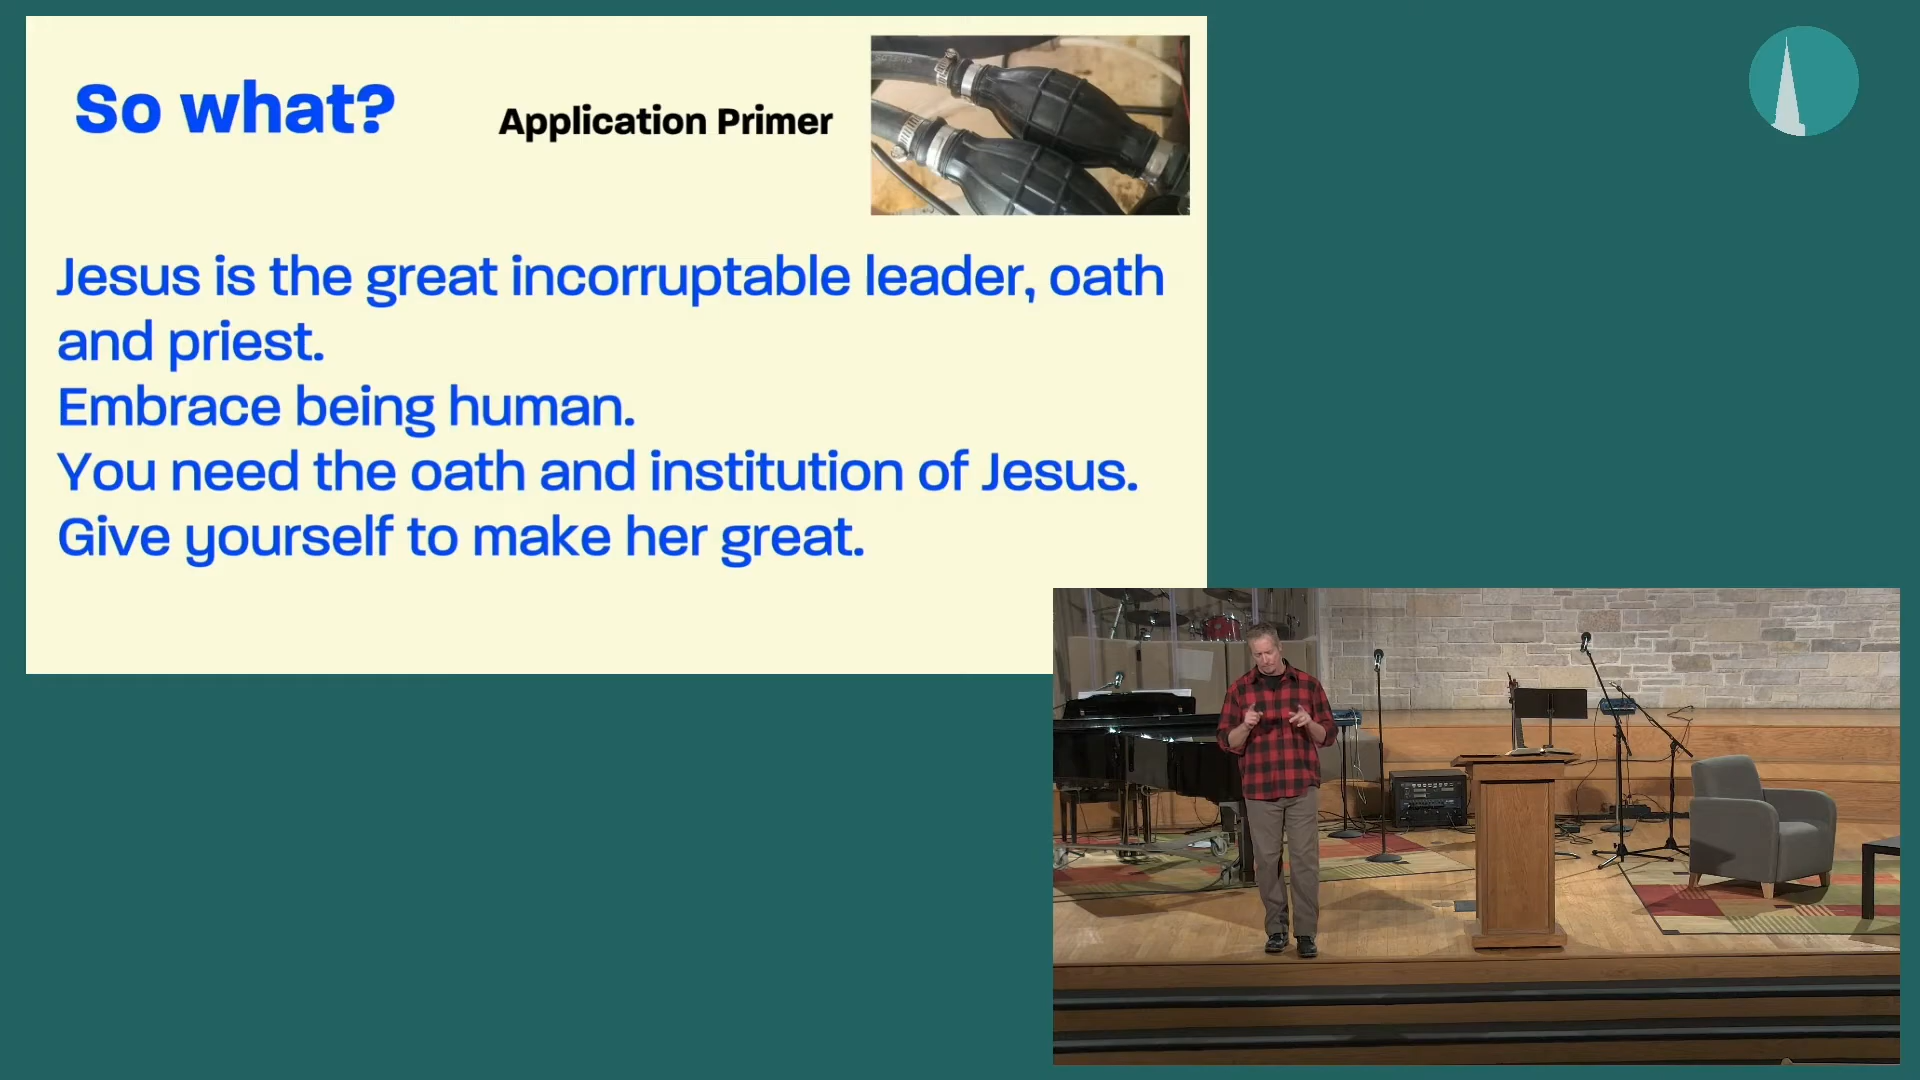 So what?
Application Primer
Jesus is the great incorruptable leader, oath
and priest.
Embrace being human.
You need the oath and institution of Jesus.
Give yourself to make her great.